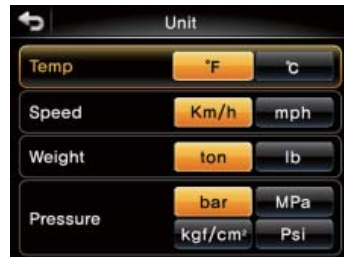 Unit
Temp °F ℃
Speed Km/h mph
Weight ton lb
Pressure bar MPa
kgf/cm² Psi